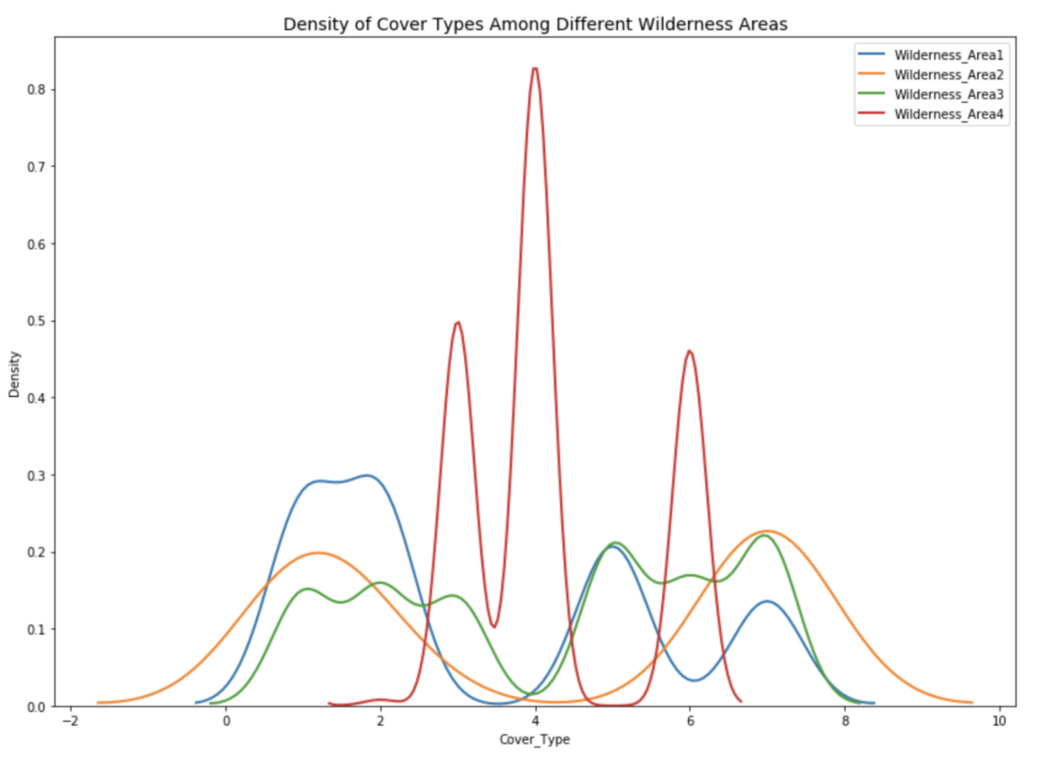 Density of Cover Types Among Different Wilderness Areas
Wilderness_Area1
Wilderness_Area2
Wilderness_Area3
Wilderness_Area4
Density
0.8
0.7
0.6
0.5
0.4
0.3
0.2
0.1
0.0
−2 0 2 4 6 8 10
Cover_Type